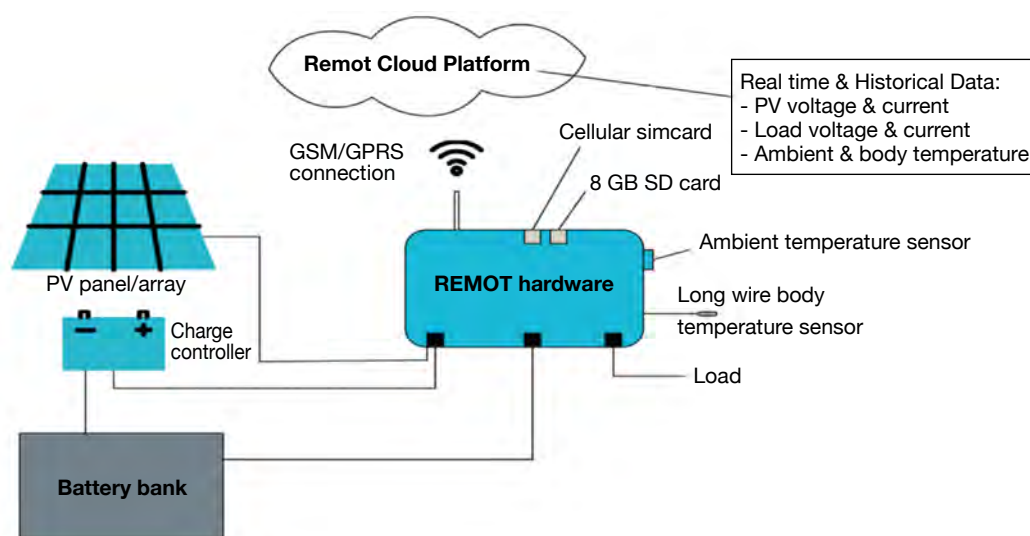 Remot Cloud Platform
Real time & Historical Data:
- PV voltage & current
- Load voltage & current
- Ambient & body temperature
Cellular simcard
GSM/GPRS
connection
8 GB SD card
Ambient temperature sensor
REMOT hardware
PV panel/array
Long wire body
temperature sensor
Charge
controller
Load
Battery bank